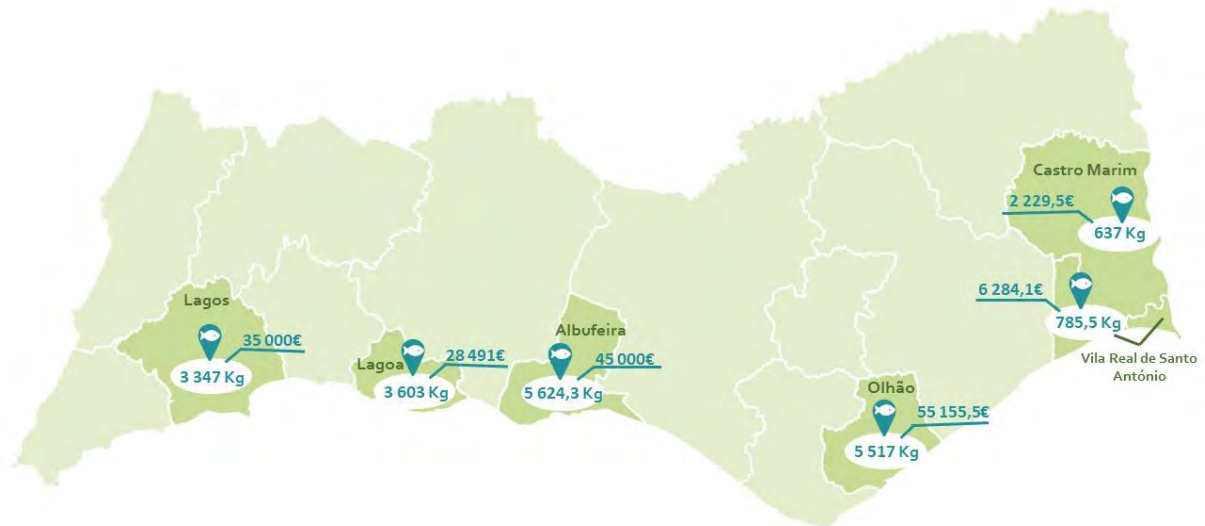 Castro Marim
2 229,5€
637 Kg
6 284,1€
785,5 Kg
Vila Real de Santo
António
Lagos
35 000€
3 347 Kg
Lagoa
28 491€
3 603 Kg
Albufeira
45 000€
5 624,3 Kg
Olhão
55 155,5€
5 517 Kg